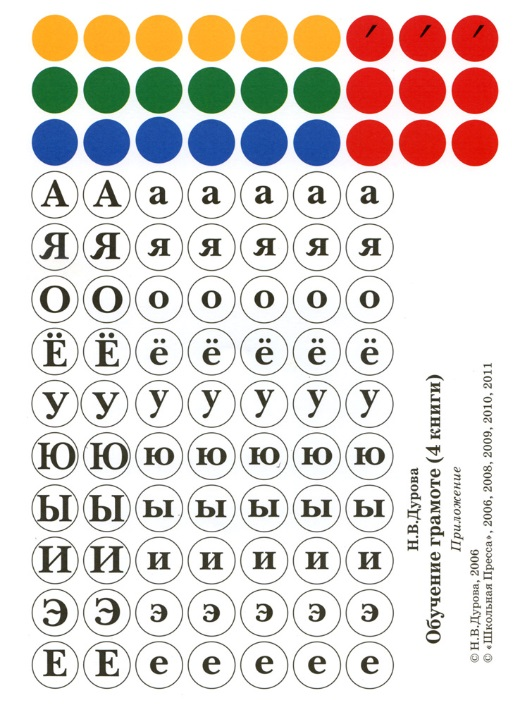 А А а а а а а
Я Я я я я я я
О О о о о о о
Ё Ё ё ё ё ё ё
У У у у у у у
Ю Ю ю ю ю ю ю
Ы Ы ы ы ы ы ы
И И и и и и и
Э Э э э э э э
Е Е е е е е е
Н.В.Дурова
Обучение грамоте (4 книги)
Приложение
© Н.В.Дурова, 2006
© «Школьная Пресса», 2006, 2008, 2009, 2010, 2011